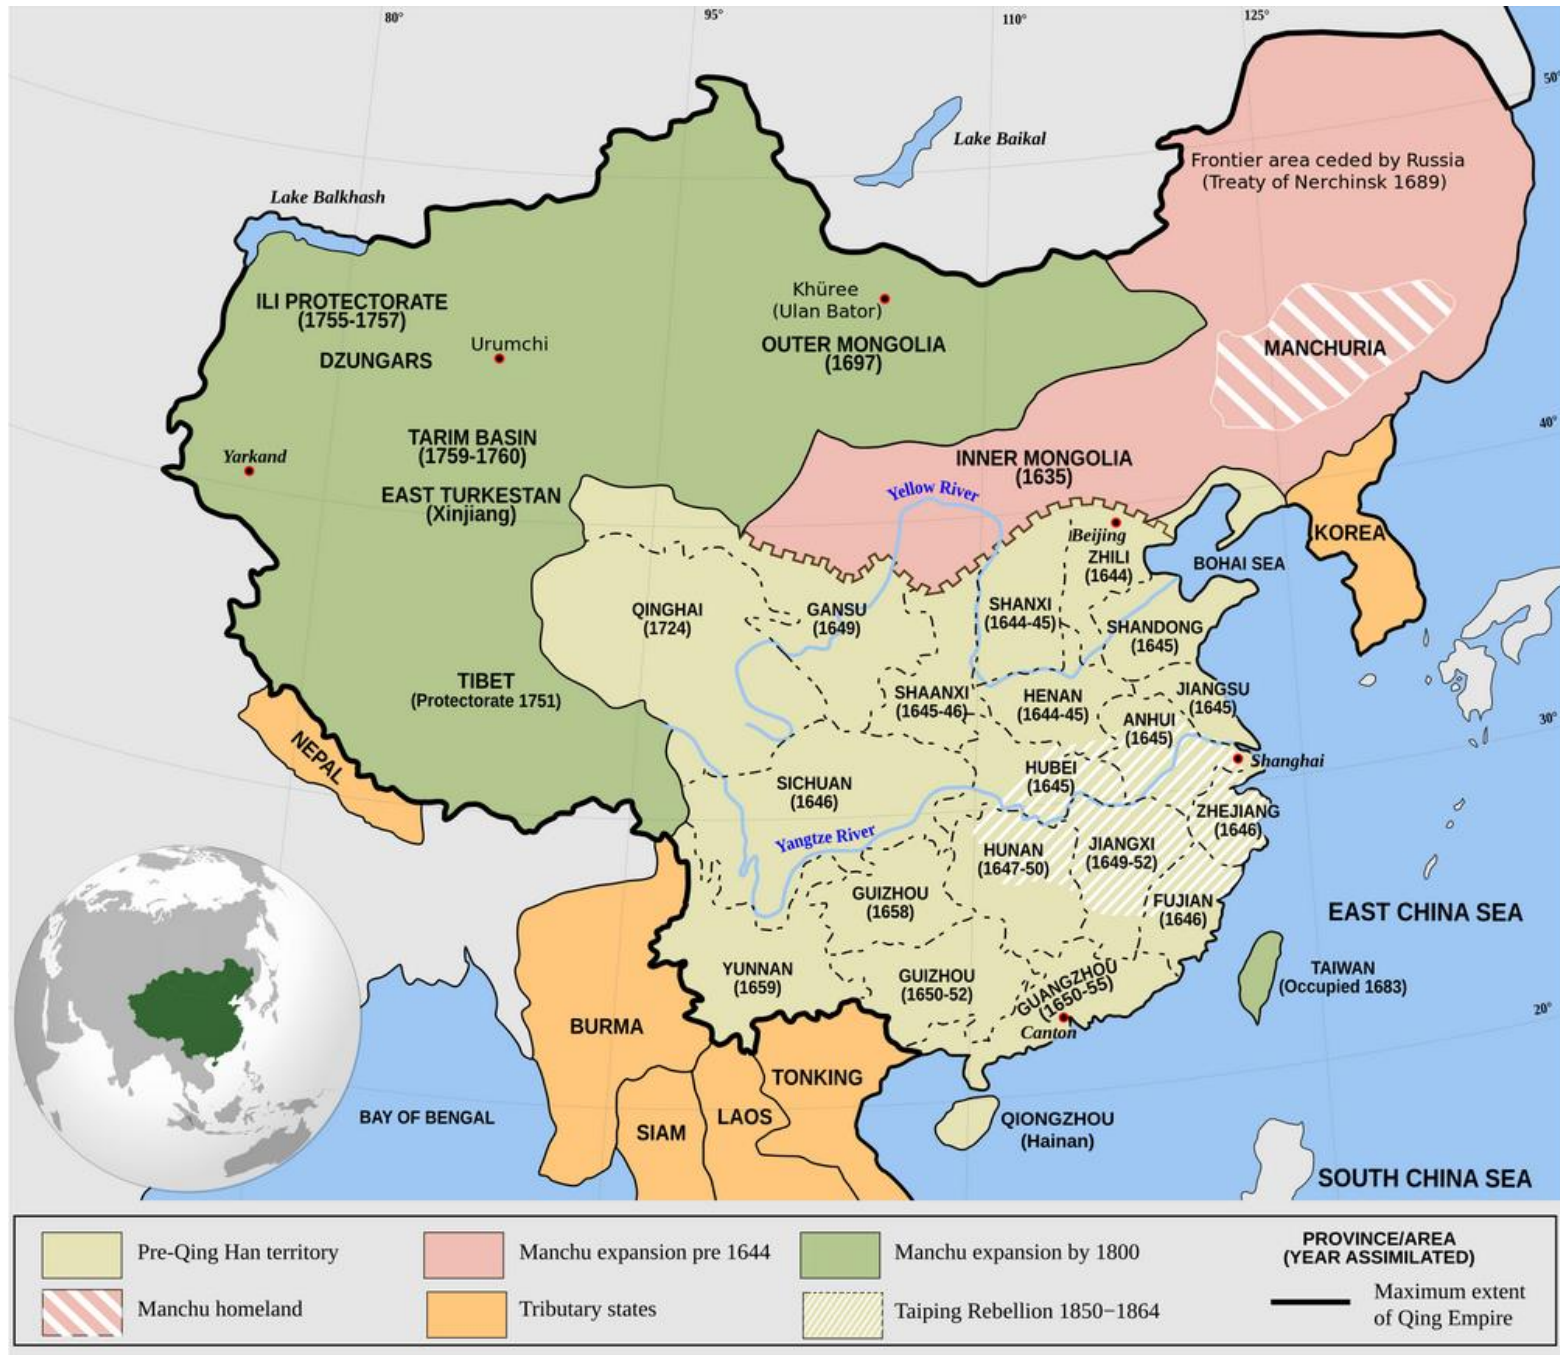 80°
95°
110°
125°
50°
40°
30°
20°
Lake Baikal
Lake Balkhash
Frontier area ceded by Russia
(Treaty of Nerchinsk 1689)
ILI PROTECTORATE
(1755-1757)
DZUNGARS
Urumchi
Khüree
(Ulan Bator)
OUTER MONGOLIA
(1697)
MANCHURIA
Yarkand
TARIM BASIN
(1759-1760)
EAST TURKESTAN
(Xinjiang)
INNER MONGOLIA
(1635)
Yellow River
Beijing
ZHILI
(1644)
BOHAI SEA
KOREA
QINGHAI
(1724)
GANSU
(1649)
SHANXI
(1644-45)
SHANDONG
(1645)
TIBET
(Protectorate 1751)
SHAANXI
(1645-46)
HENAN
(1644-45)
JIANGSU
(1645)
ANHUI
(1645)
NEPAL
SICHUAN
(1646)
HUBEI
(1645)
Shanghai
ZHEJIANG
(1646)
Yangtze River
HUNAN
(1647-50)
JIANGXI
(1649-52)
GUIZHOU
(1658)
FUJIAN
(1646)
EAST CHINA SEA
YUNNAN
(1659)
GUIZHOU
(1650-52)
GUANGZHOU
(1650-55)
Canton
TAIWAN
(Occupied 1683)
BURMA
TONKING
LAOS
SIAM
BAY OF BENGAL
QIONGZHOU
(Hainan)
SOUTH CHINA SEA
Pre-Qing Han territory
Manchu expansion pre 1644
Manchu expansion by 1800
PROVINCE/AREA
(YEAR ASSIMILATED)
Manchu homeland
Tributary states
Taiping Rebellion 1850−1864
Maximum extent
of Qing Empire